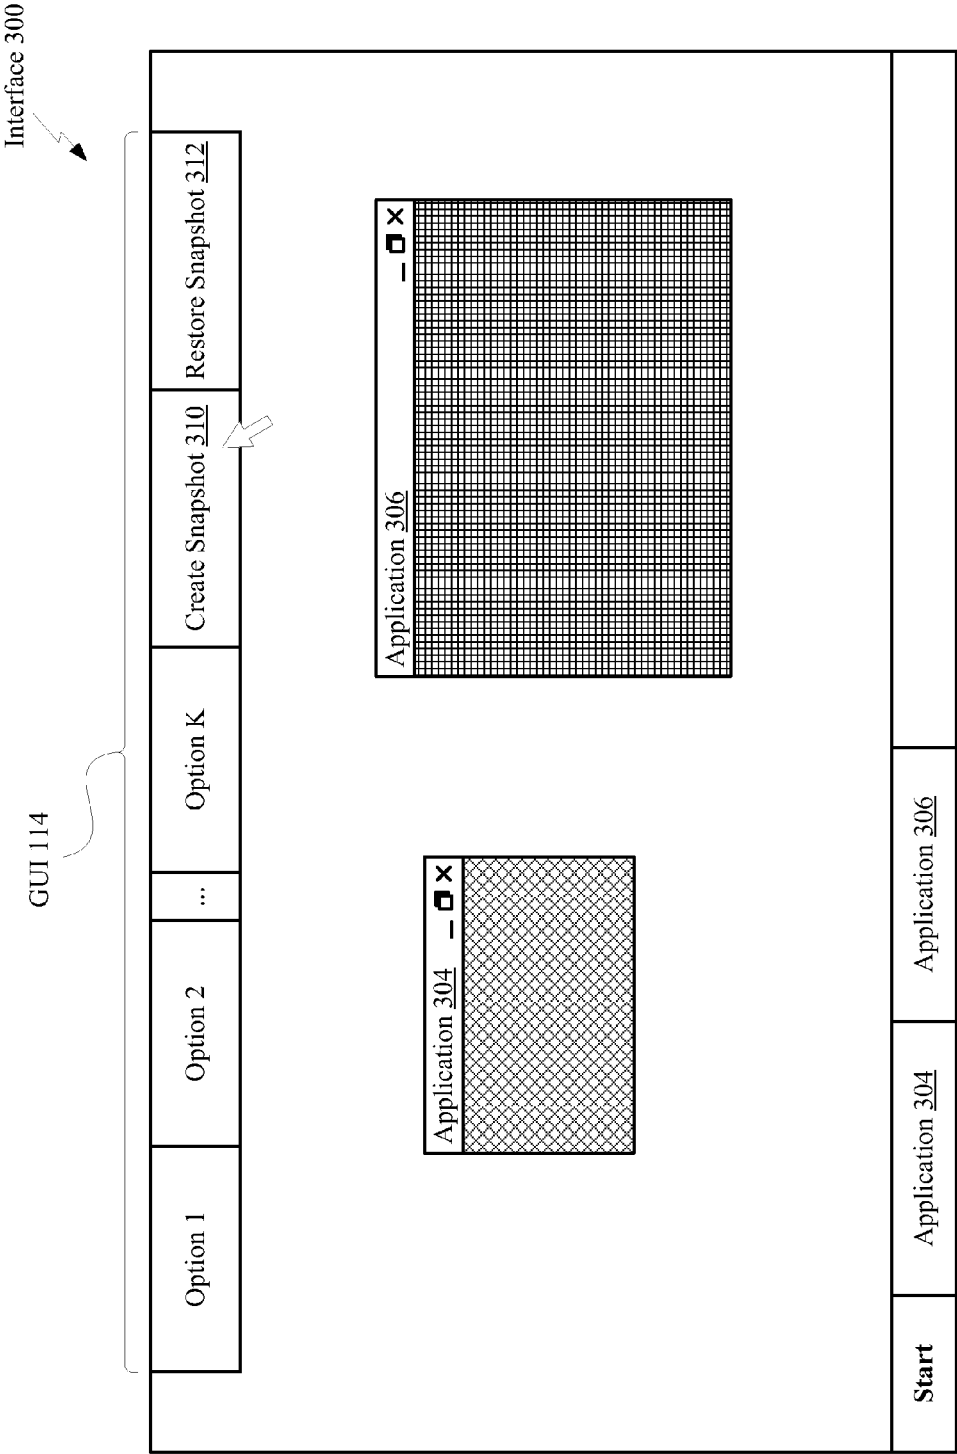 Interface 300
GUI 114
Option 1
Option 2
...
Option K
Create Snapshot 310
Restore Snapshot 312
Application 304
Application 306
Start
Application 304
Application 306